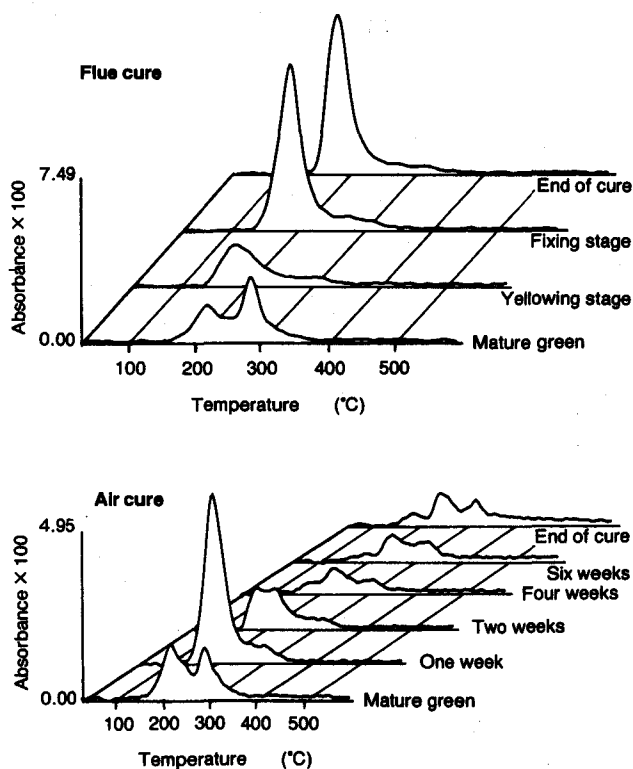 Flue cure
7.49
Absorbance × 100
0.00
End of cure
Fixing stage
Yellowing stage
Mature green
100 200 300 400 500
Temperature (°C)
Air cure
4.95
Absorbance × 100
0.00
End of cure
Six weeks
Four weeks
Two weeks
One week
Mature green
100 200 300 400 500
Temperature (°C)